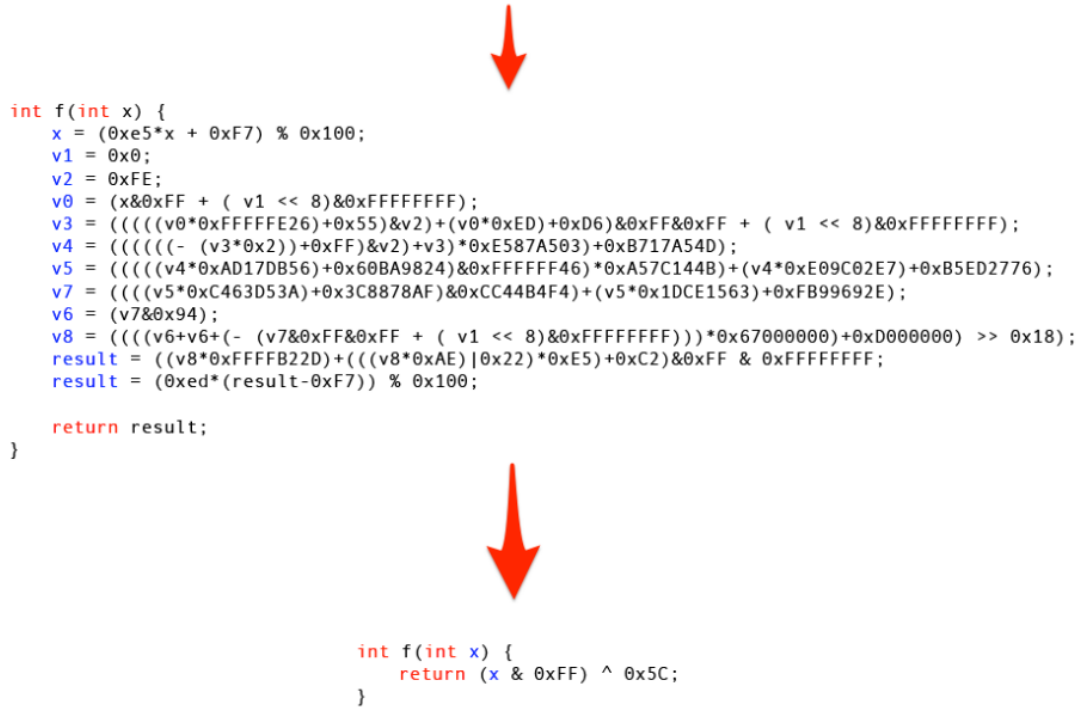 int f(int x) {
    x = (0xe5*x + 0xF7) % 0x100;
    v1 = 0x0;
    v2 = 0xFE;
    v0 = (x&0xFF + ( v1 << 8)&0xFFFFFFFF);
    v3 = (((((v0*0xFFFFFE26)+0x55)&v2)+(v0*0xED)+0xD6)&0xFF&0xFF + ( v1 << 8)&0xFFFFFFFF);
    v4 = ((((((- (v3*0x2))+0xFF)&v2)+v3)*0xE587A503)+0xB717A54D);
    v5 = (((((v4*0xAD17DB56)+0x60BA9824)&0xFFFFFF46)*0xA57C144B)+(v4*0xE09C02E7)+0xB5ED2776);
    v7 = ((((v5*0xC463D53A)+0x3C8878AF)&0xCC44B4F4)+(v5*0x1DCE1563)+0xFB99692E);
    v6 = (v7&0x94);
    v8 = ((((v6+v6+(- (v7&0xFF&0xFF + ( v1 << 8)&0xFFFFFFFF)))*0x67000000)+0xD000000) >> 0x18);
    result = ((v8*0xFFFFB22D)+(((v8*0xAE)|0x22)*0xE5)+0xC2)&0xFF & 0xFFFFFFFF;
    result = (0xed*(result-0xF7)) % 0x100;
    return result;
}
int f(int x) {
    return (x & 0xFF) ^ 0x5C;
}